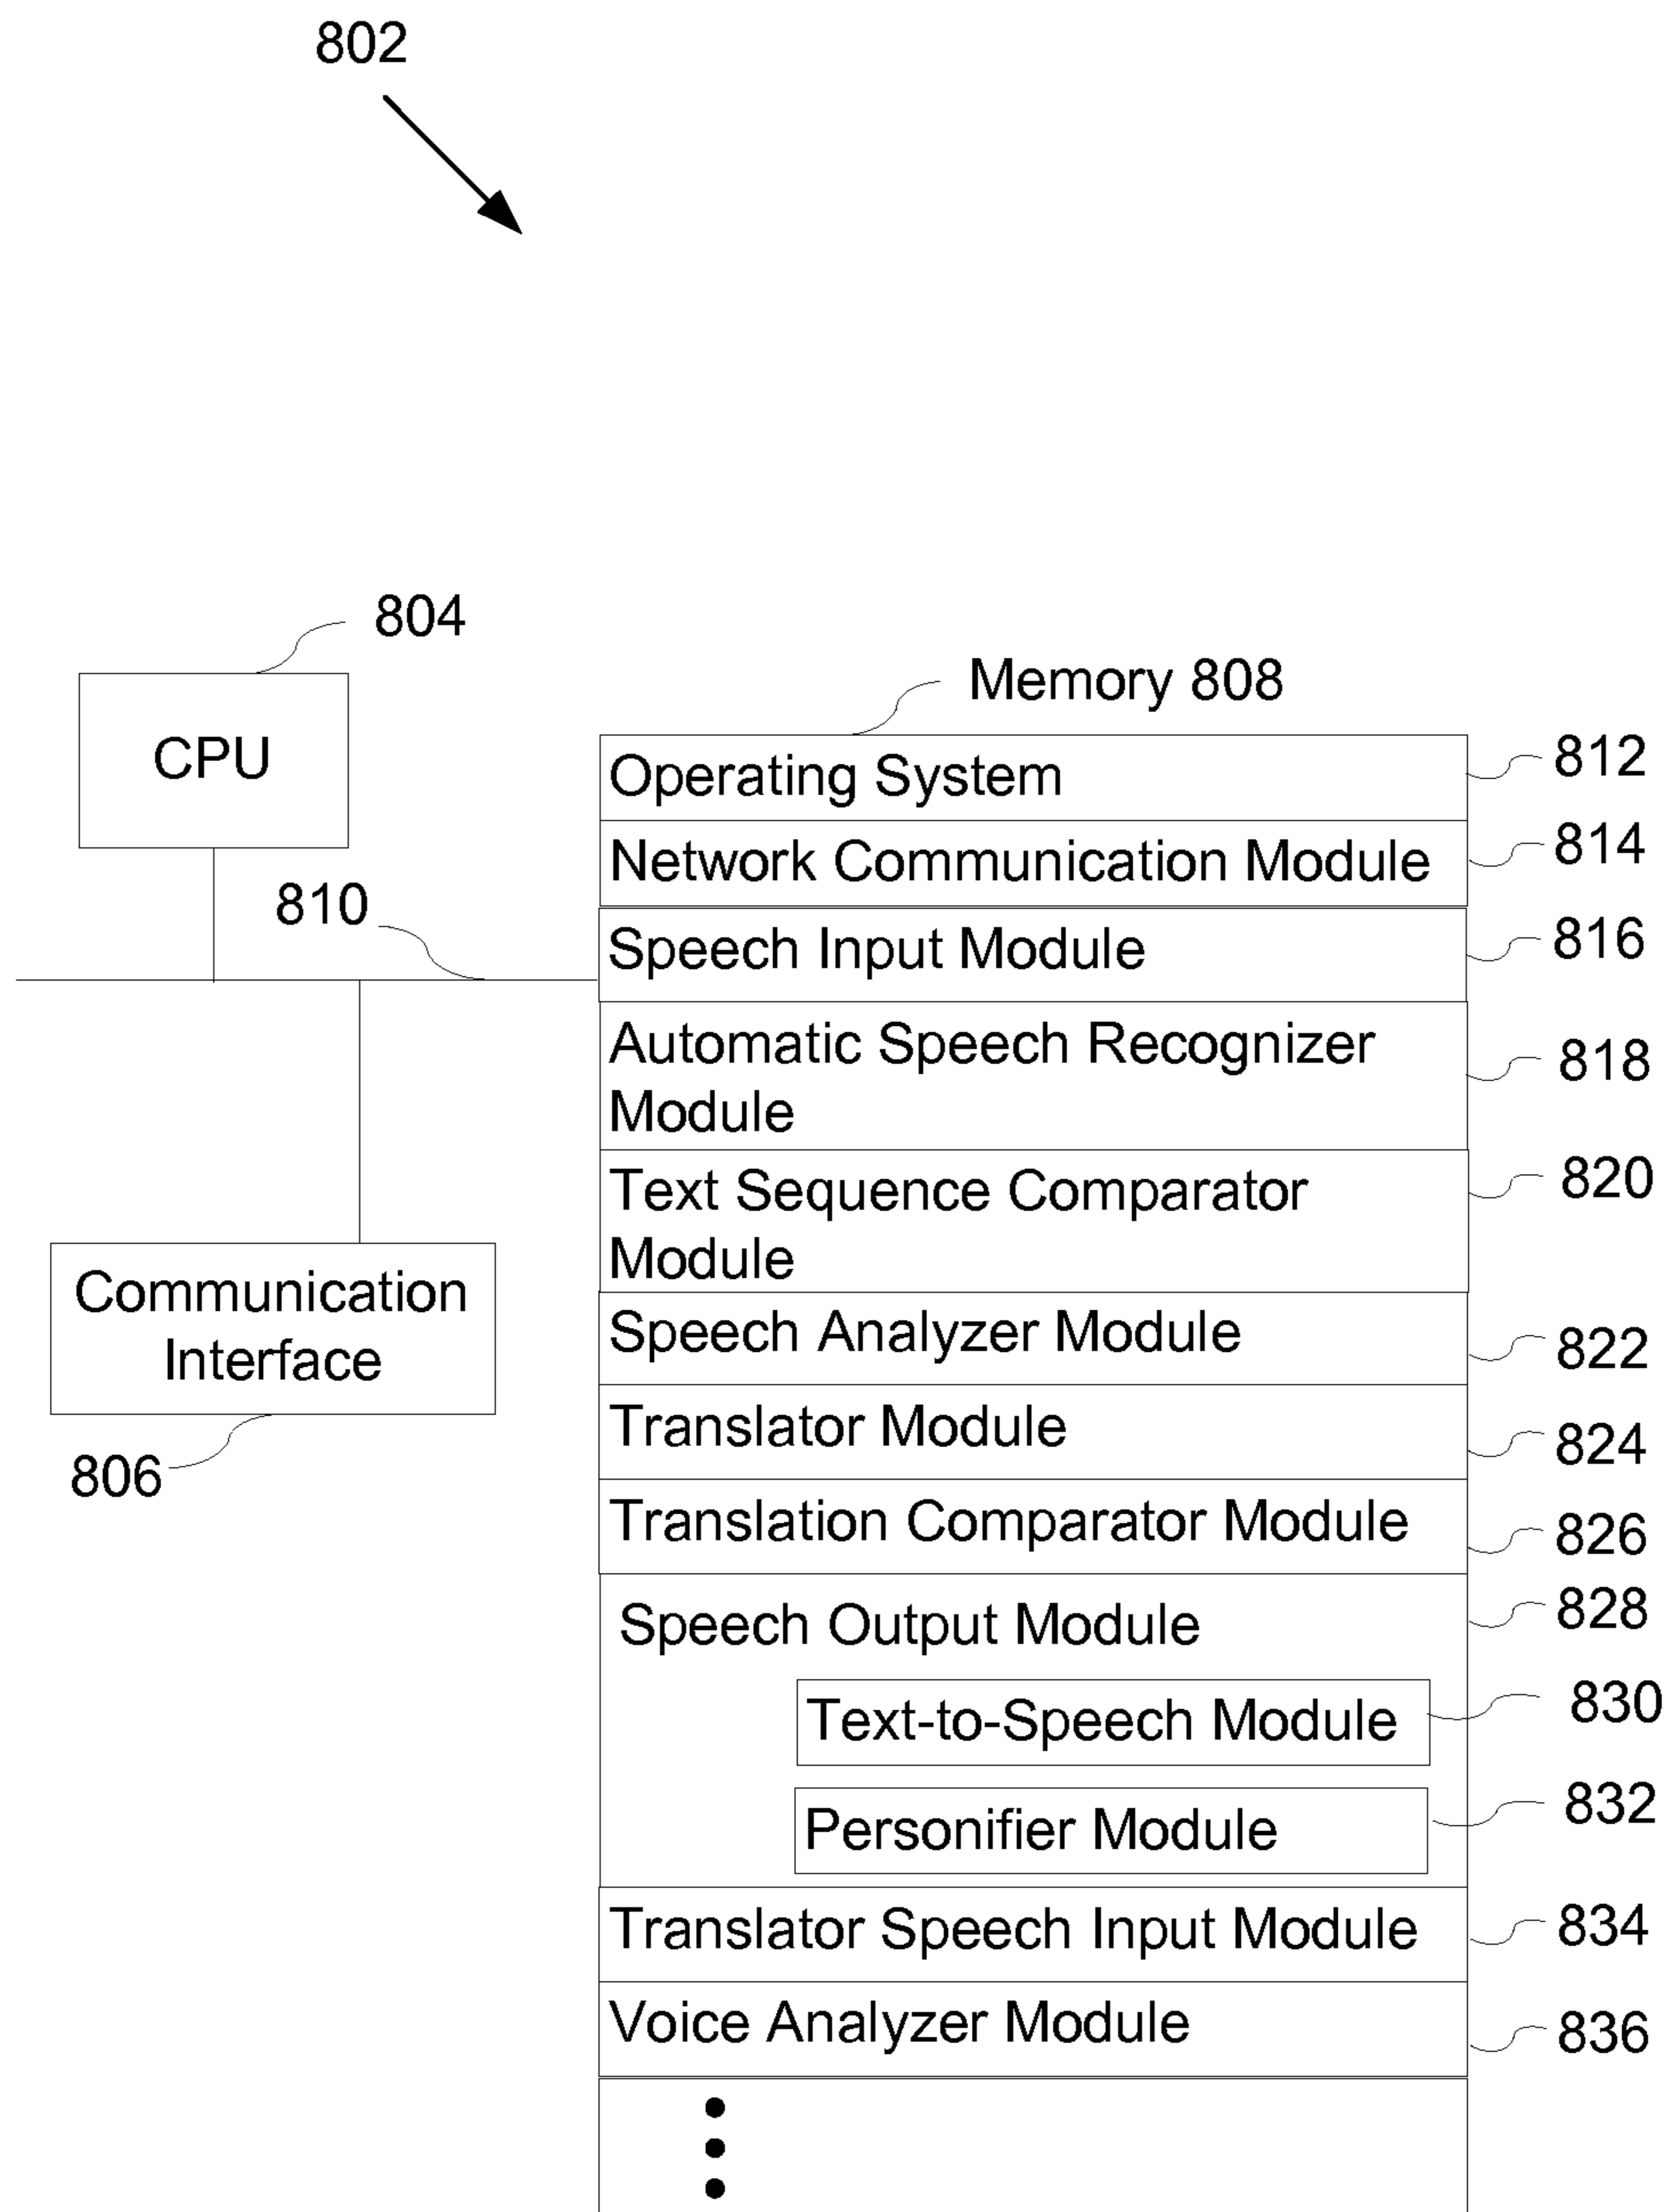 802
804
CPU
810
Communication
Interface
806
Memory 808
Operating System
812
Network Communication Module
814
Speech Input Module
816
Automatic Speech Recognizer
Module
818
Text Sequence Comparator
Module
820
Speech Analyzer Module
822
Translator Module
824
Translation Comparator Module
826
Speech Output Module
828
Text-to-Speech Module
830
Personifier Module
832
Translator Speech Input Module
834
Voice Analyzer Module
836